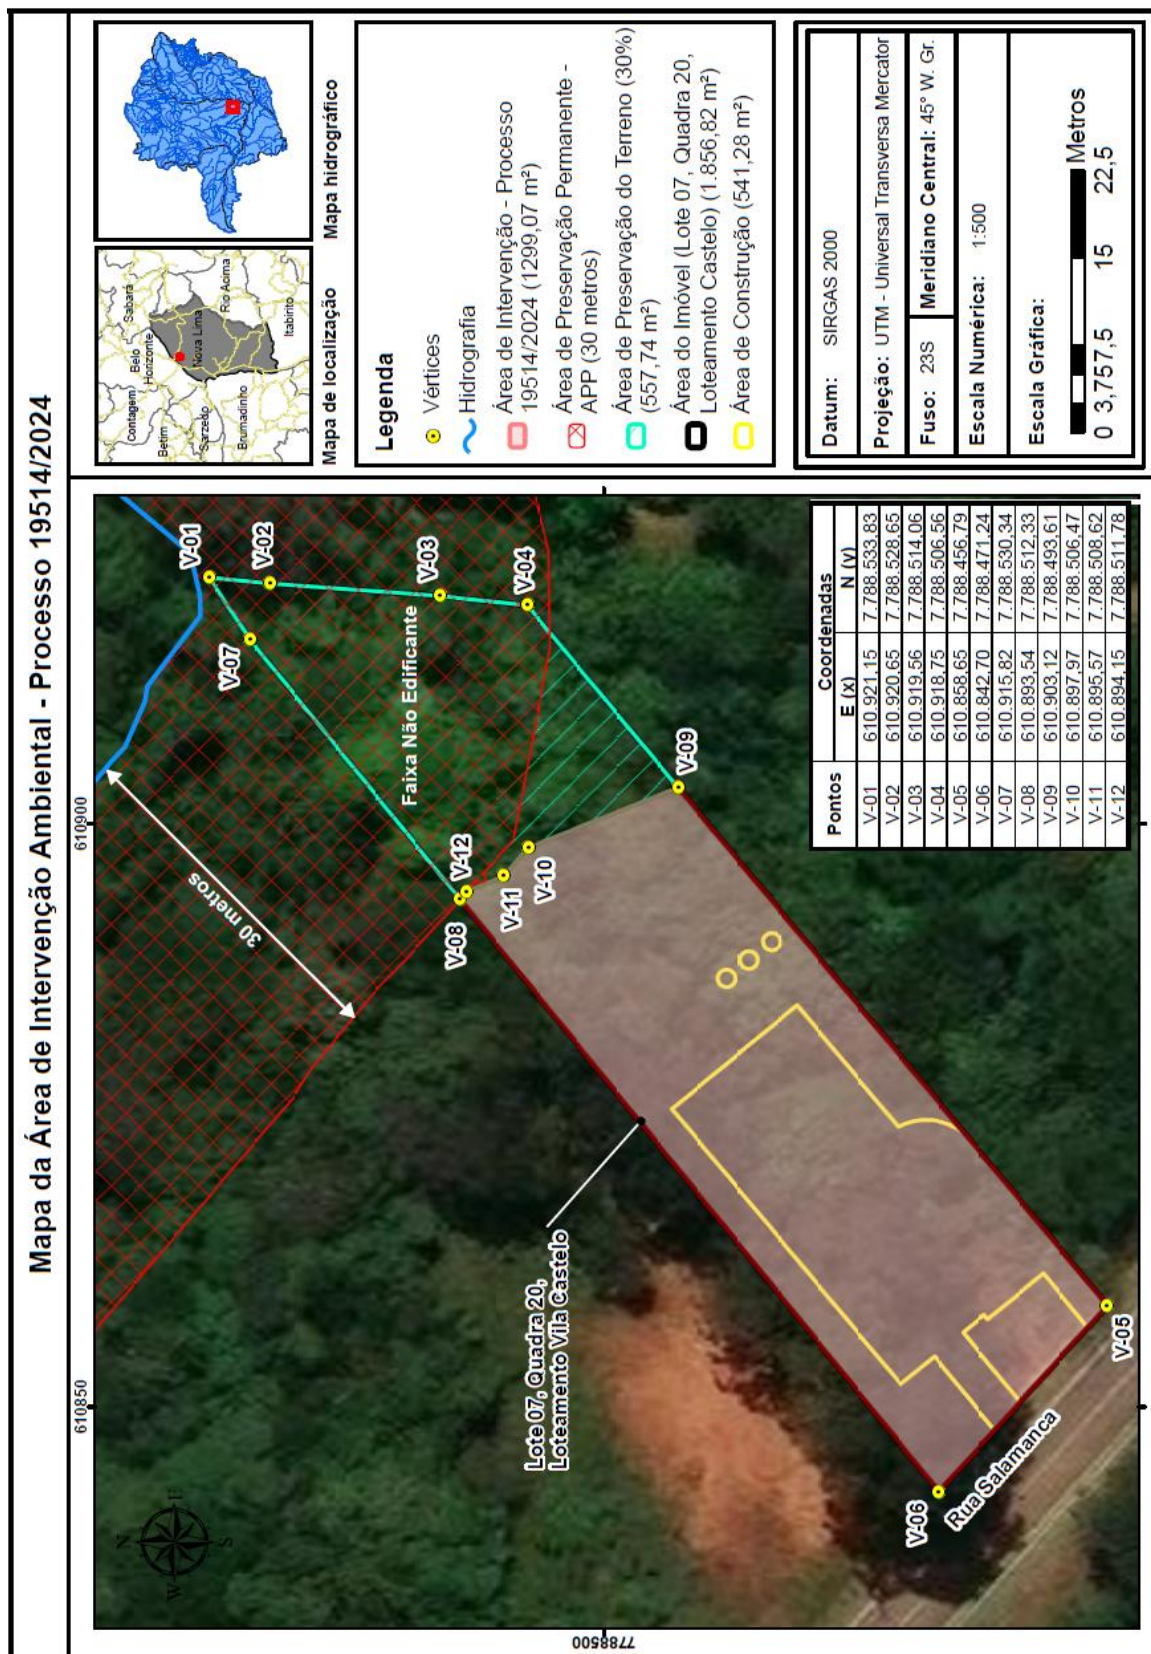 Mapa da Área de Intervenção Ambiental - Processo 19514/2024
610850
610900
7788500
N
E
S
W
30 metros
V-01
V-02
V-03
V-04
V-07
Faixa Não Edificante
V-08
V-12
V-11
V-10
V-09
Lote 07, Quadra 20,
Loteamento Vila Castelo
V-06
V-05
Rua Salamanca
Pontos
Coordenadas
E (x) N (y)
V-01 610.921,15 7.788.533,83
V-02 610.920,65 7.788.528,65
V-03 610.919,56 7.788.514,06
V-04 610.918,75 7.788.506,56
V-05 610.858,65 7.788.456,79
V-06 610.842,70 7.788.471,24
V-07 610.915,82 7.788.530,34
V-08 610.893,54 7.788.512,33
V-09 610.903,12 7.788.493,61
V-10 610.897,97 7.788.506,47
V-11 610.895,57 7.788.508,62
V-12 610.894,15 7.788.511,78
Contagem
Belo
Horizonte
Sabara
Betim
Sarzedo
Nova Lima
Rio Acima
Brumadinho
Itabirito
Mapa de localização
Mapa hidrográfico
Legenda
Vértices
Hidrografia
Área de Intervenção - Processo
19514/2024 (1299,07 m²)
Área de Preservação Permanente -
APP (30 metros)
Área de Preservação do Terreno (30%)
(557,74 m²)
Área do Imóvel (Lote 07, Quadra 20,
Loteamento Castelo) (1.856,82 m²)
Área de Construção (541,28 m²)
Datum: SIRGAS 2000
Projeção: UTM - Universal Transversa Mercator
Fuso: 23S Meridiano Central: 45° W. Gr.
Escala Numérica: 1:500
Escala Gráfica:
0 3,75 7,5 15 22,5
Metros